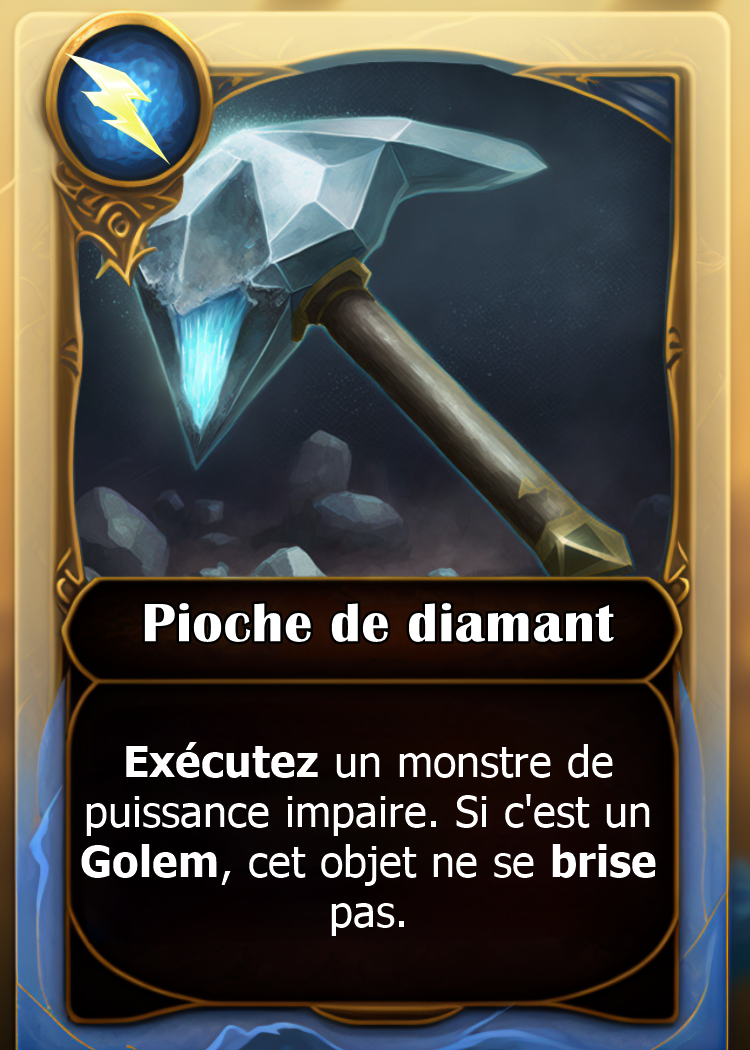 Pioche de diamant
Exécutez un monstre de
puissance impaire. Si c'est un
Golem, cet objet ne se brise
pas.